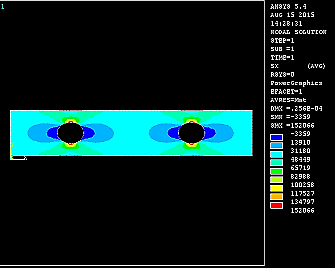 1
ANSYS 5.4
AUG 15 2015
14:28:31
NODAL SOLUTION
STEP=1
SUB =1
TIME=1
SX (AVG)
RSYS=0
PowerGraphics
EFACET=1
AVRES=Mat
DMX =.256E-04
SMN =-3359
SMX =152066
-3359
13910
31180
48449
65719
82988
100258
117527
134797
152066